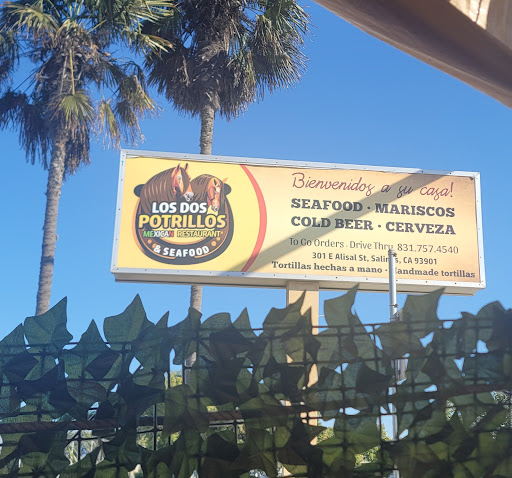 LOS DOS
POTRILLOS
MEXICAN RESTAURANT
& SEAFOOD
Bienvenidos a su casa!
SEAFOOD · MARISCOS
COLD BEER · CERVEZA
To Go Orders - Drive Thru 831.757.4540
301 E Alisal St, Salinas, CA 93901
Tortillas hechas a mano · Handmade tortillas